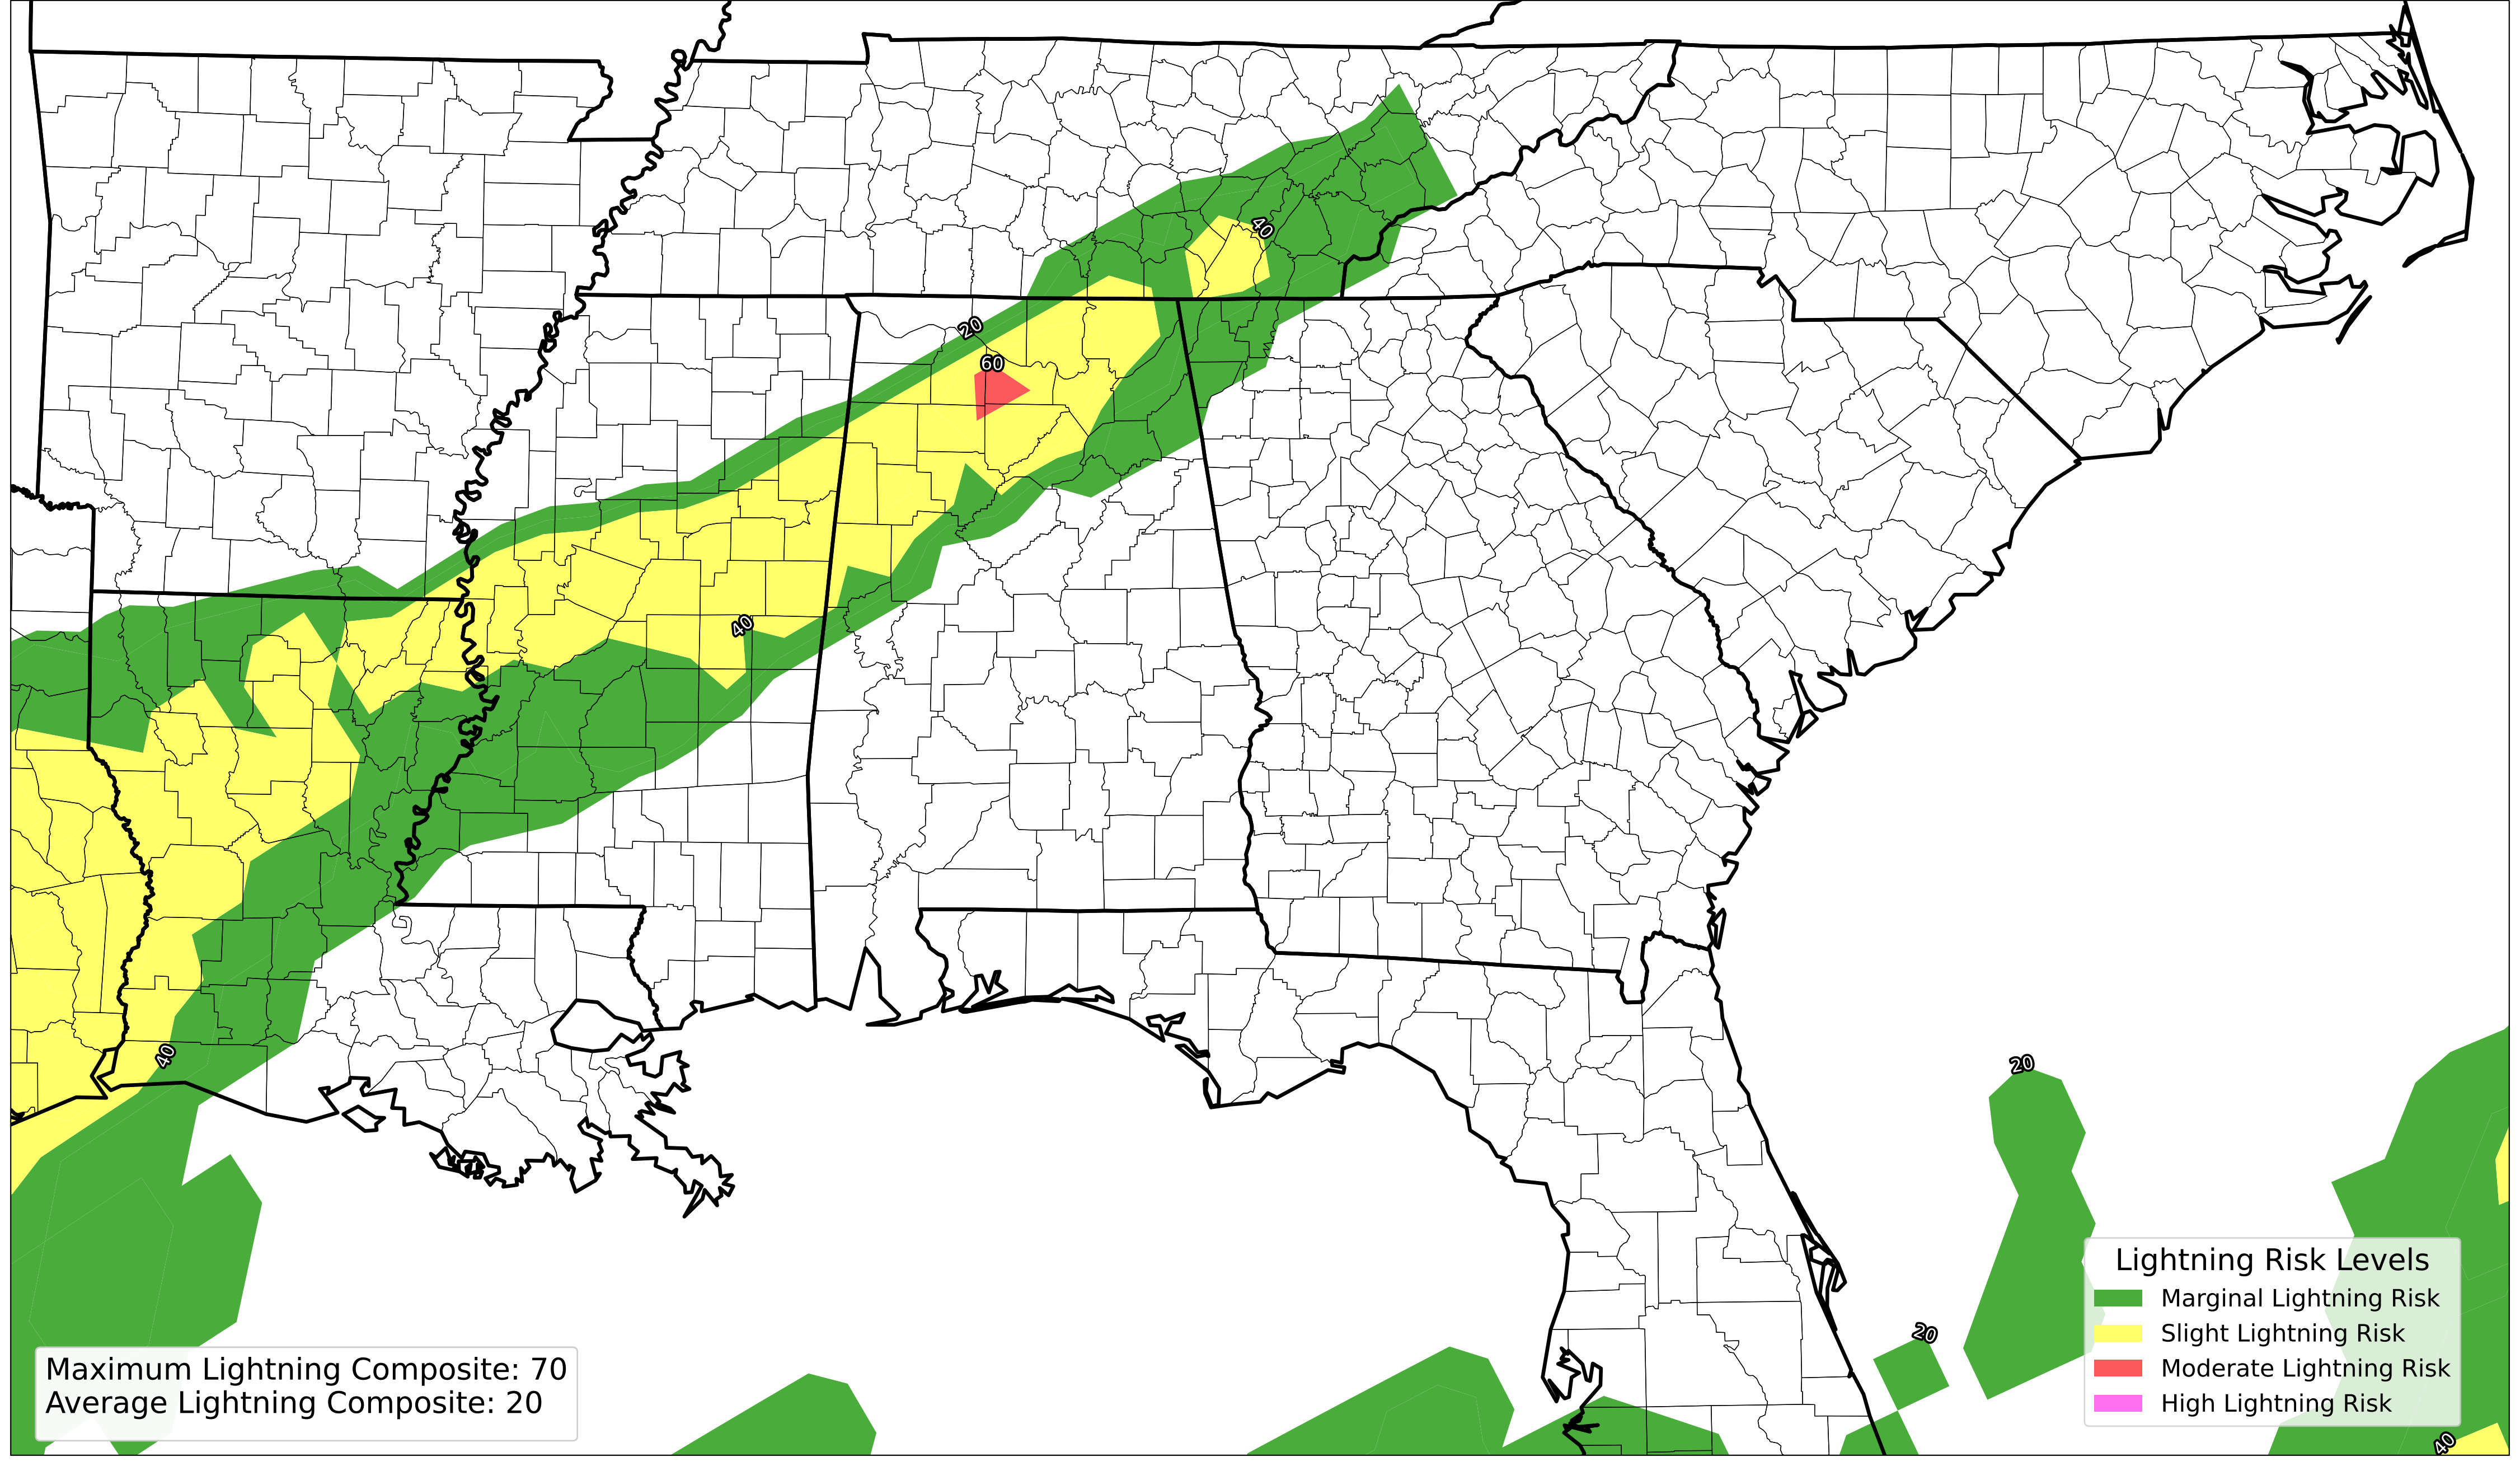 40
20
60
40
40
20
20
40
Maximum Lightning Composite: 70
Average Lightning Composite: 20
Lightning Risk Levels
Marginal Lightning Risk
Slight Lightning Risk
Moderate Lightning Risk
High Lightning Risk